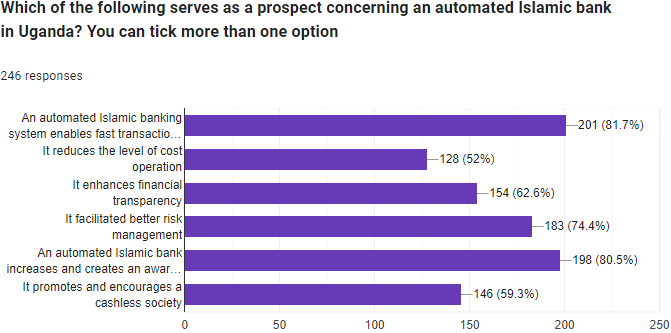 Which of the following serves as a prospect concerning an automated Islamic bank
in Uganda? You can tick more than one option
246 responses
An automated Islamic banking
system enables fast transactio…
201 (81.7%)
It reduces the level of cost
operation
128 (52%)
It enhances financial
transparency
154 (62.6%)
It facilitated better risk
management
183 (74.4%)
An automated Islamic bank
increases and creates an awar…
198 (80.5%)
It promotes and encourages a
cashless society
146 (59.3%)
0 50 100 150 200 250